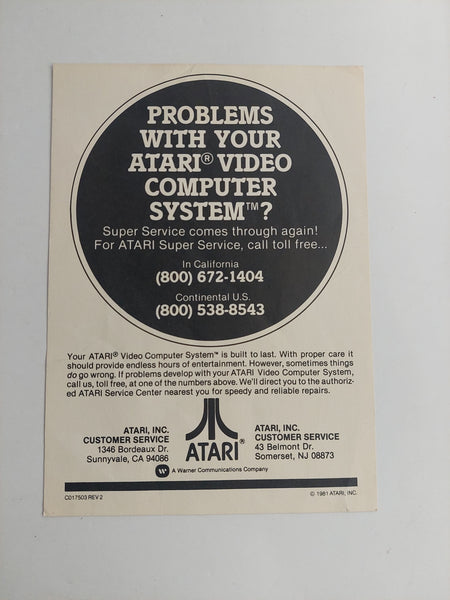 PROBLEMS
WITH YOUR
ATARI® VIDEO
COMPUTER
SYSTEM™?
Super Service comes through again!
For ATARI Super Service, call toll free...
In California
(800) 672-1404
Continental U.S.
(800) 538-8543
Your ATARI® Video Computer System™ is built to last. With proper care it
should provide endless hours of entertainment. However, sometimes things
do go wrong. If problems develop with your ATARI Video Computer System,
call us, toll free, at one of the numbers above. We'll direct you to the authoriz-
ed ATARI Service Center nearest you for speedy and reliable repairs.
ATARI, INC.
CUSTOMER SERVICE
1346 Bordeaux Dr.
Sunnyvale, CA 94086
ATARI®
A Warner Communications Company
ATARI, INC.
CUSTOMER SERVICE
43 Belmont Dr.
Somerset, NJ 08873
C017503 REV 2
© 1981 ATARI, INC.